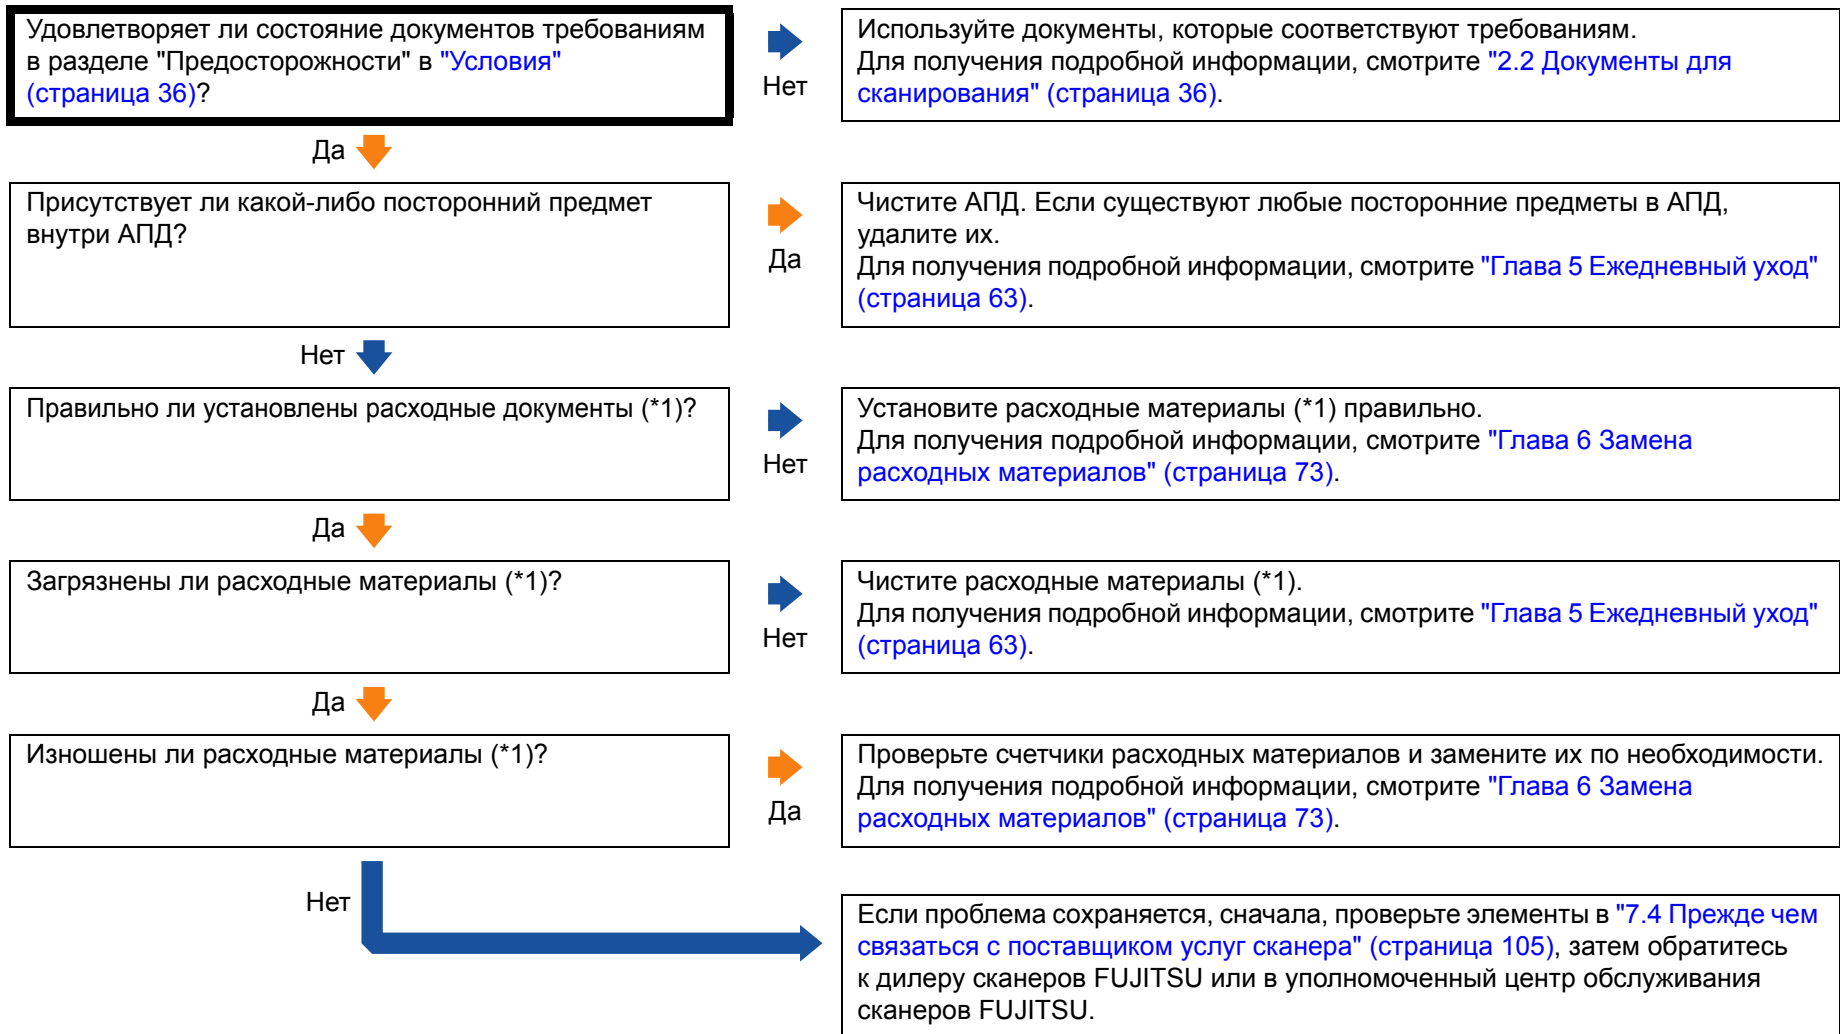 Удовлетворяет ли состояние документов требованиям
в разделе "Предосторожности" в "Условия"
(страница 36)?
Нет
Используйте документы, которые соответствуют требованиям.
Для получения подробной информации, смотрите "2.2 Документы для
сканирования" (страница 36).
Да
Присутствует ли какой-либо посторонний предмет
внутри АПД?
Да
Чистите АПД. Если существуют любые посторонние предметы в АПД,
удалите их.
Для получения подробной информации, смотрите "Глава 5 Ежедневный уход"
(страница 63).
Нет
Правильно ли установлены расходные документы (*1)?
Нет
Установите расходные материалы (*1) правильно.
Для получения подробной информации, смотрите "Глава 6 Замена
расходных материалов" (страница 73).
Да
Загрязнены ли расходные материалы (*1)?
Нет
Чистите расходные материалы (*1).
Для получения подробной информации, смотрите "Глава 5 Ежедневный уход"
(страница 63).
Да
Изношены ли расходные материалы (*1)?
Да
Проверьте счетчики расходных материалов и замените их по необходимости.
Для получения подробной информации, смотрите "Глава 6 Замена
расходных материалов" (страница 73).
Нет
Если проблема сохраняется, сначала, проверьте элементы в "7.4 Прежде чем
связаться с поставщиком услуг сканера" (страница 105), затем обратитесь
к дилеру сканеров FUJITSU или в уполномоченный центр обслуживания
сканеров FUJITSU.